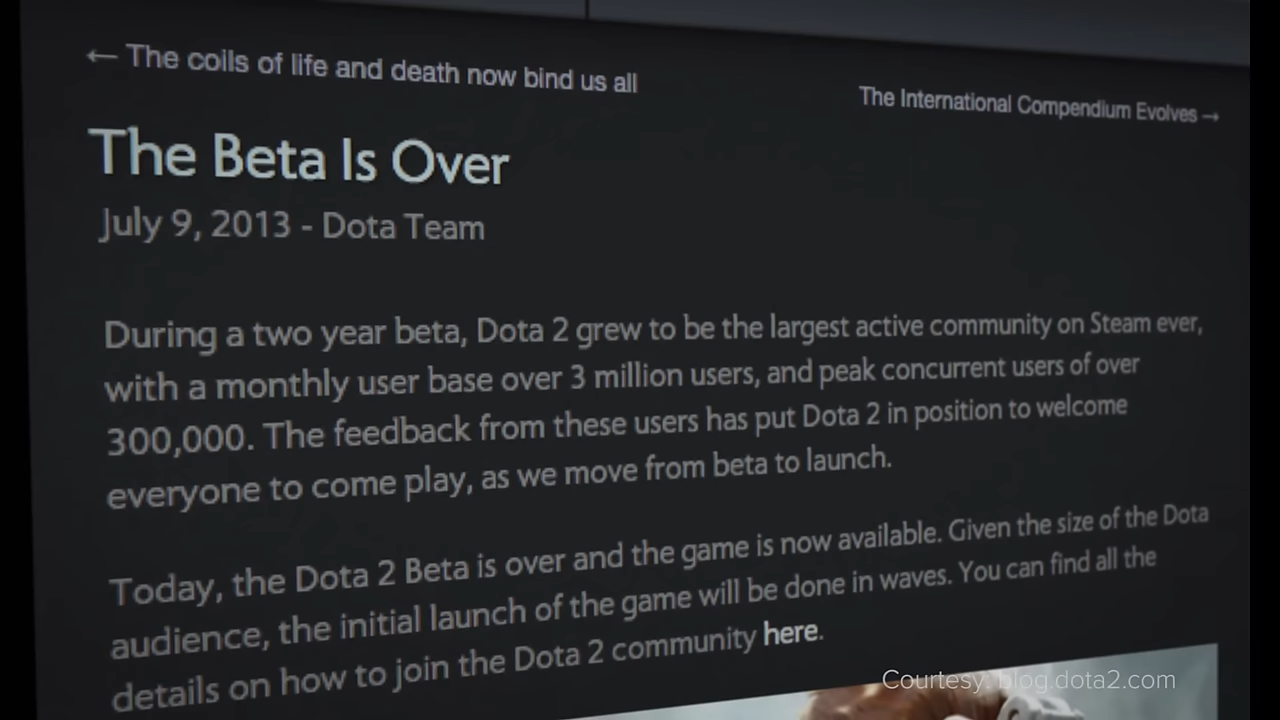 ← The coils of life and death now bind us all
The International Compendium Evolves →
The Beta Is Over
July 9, 2013 - Dota Team
During a two year beta, Dota 2 grew to be the largest active community on Steam ever,
with a monthly user base over 3 million users, and peak concurrent users of over
300,000. The feedback from these users has put Dota 2 in position to welcome
everyone to come play, as we move from beta to launch.
Today, the Dota 2 Beta is over and the game is now available. Given the size of the Dota
audience, the initial launch of the game will be done in waves. You can find all the
details on how to join the Dota 2 community here.
Courtesy: blog.dota2.com